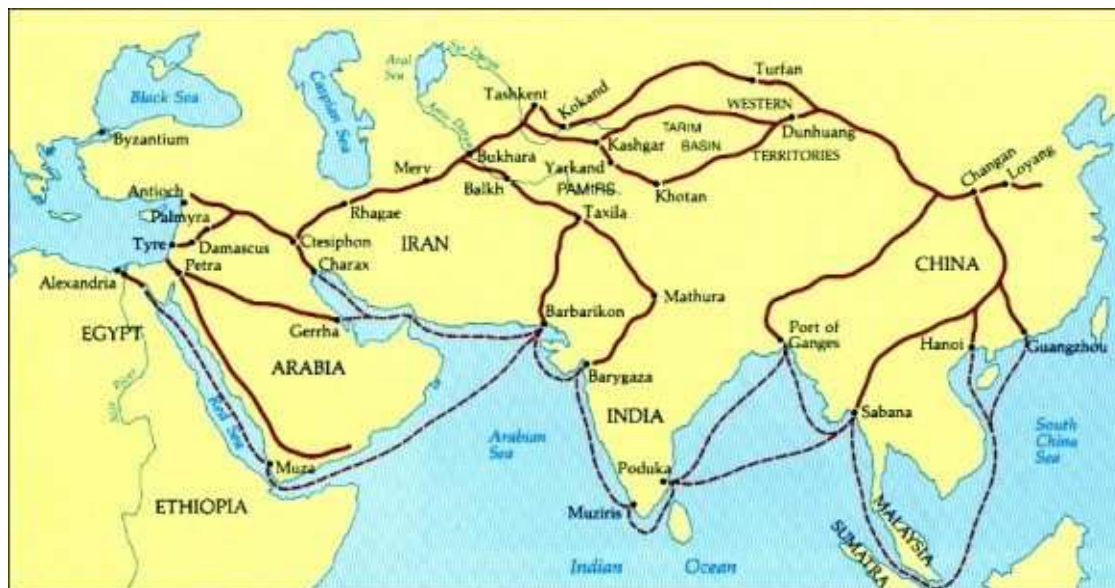 Black Sea
Byzantium
Caspian Sea
Aral
Sea
Syr Darya
Amu Darya
Tashkent
Kokand
Turfan
WESTERN
TERRITORIES
TARIM
BASIN
Dunhuang
Kashgar
Bukhara
Yarkand
PAMIRS
Khotan
Merv
Balkh
Changan
Loyang
Antioch
Palmyra
Rhagae
Taxila
Tyre
Damascus
Ctesiphon
IRAN
Petra
Charax
Alexandria
CHINA
Mathura
EGYPT
Gerrha
Barbarikon
Port of
Ganges
Hanoi
Guangzhou
ARABIA
Barygaza
Nile River
Red Sea
INDIA
Sabana
Arabian
Sea
South
China
Sea
Muza
Poduka
ETHIOPIA
Muziris
MALAYSIA
SUMATRA
Indian Ocean